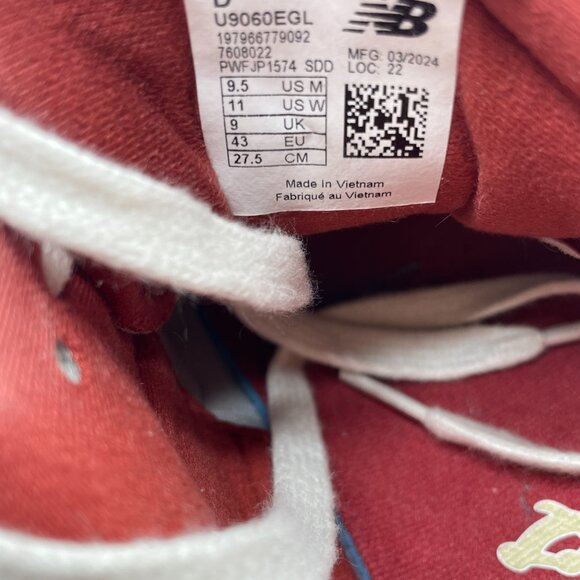 D
U9060EGL
197966779092
7608022
PWFJP1574 SDD
NB
MFG: 03/2024
LOC: 22
9.5 US M
11 US W
9 UK
43 EU
27.5 CM
Made in Vietnam
Fabriqué au Vietnam